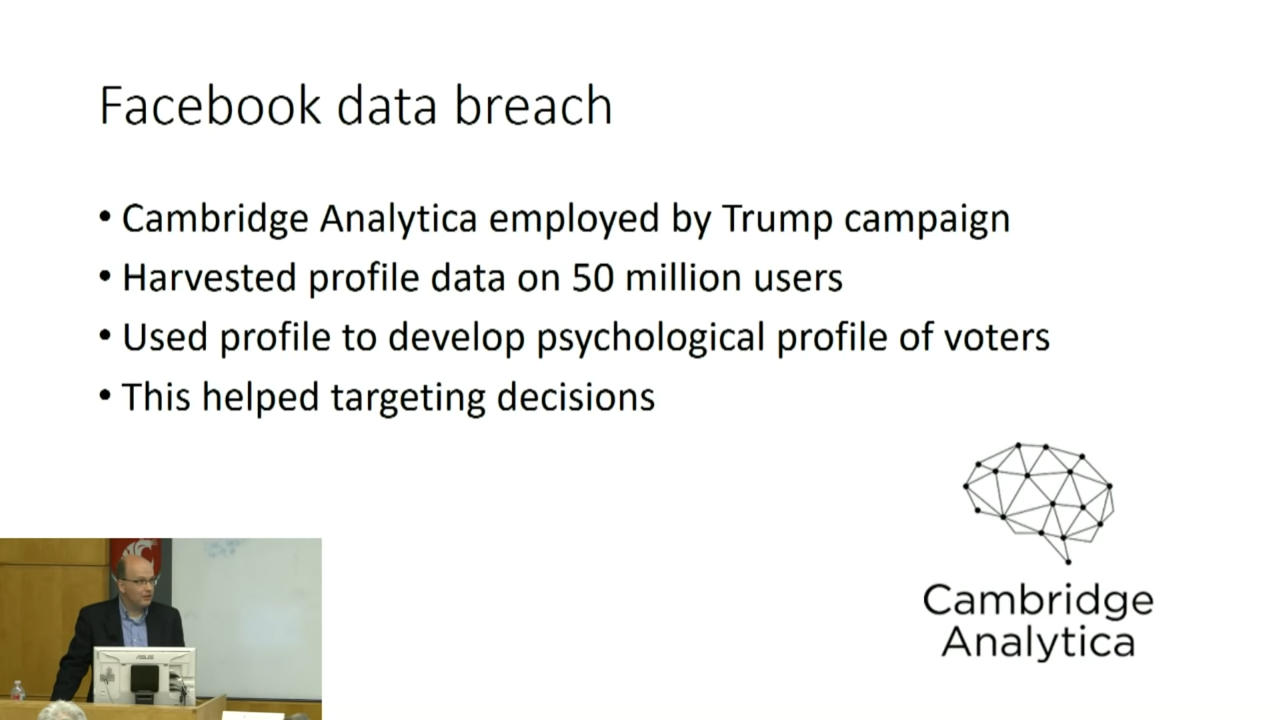 Facebook data breach
• Cambridge Analytica employed by Trump campaign
• Harvested profile data on 50 million users
• Used profile to develop psychological profile of voters
• This helped targeting decisions
Cambridge
Analytica
ASUS